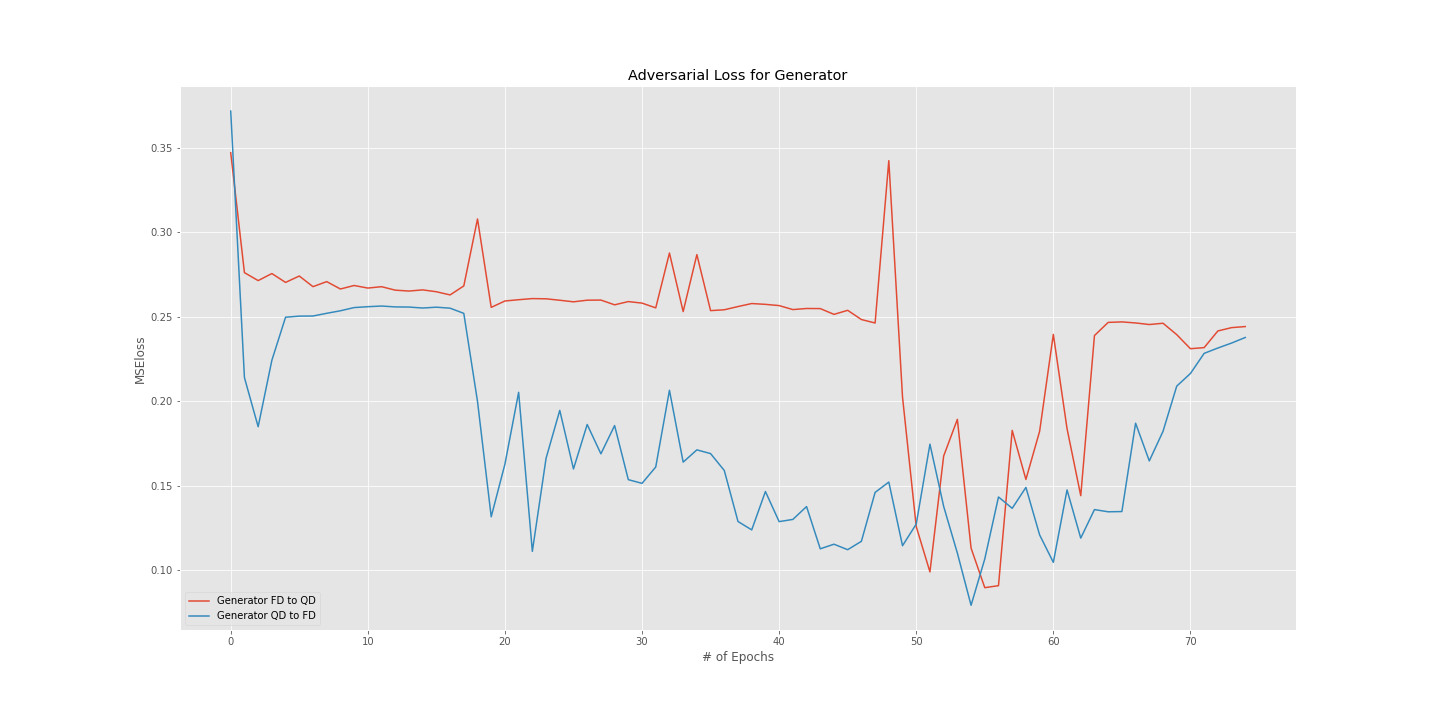 Adversarial Loss for Generator
0.35
0.30
0.25
0.20
0.15
0.10
MSEloss
Generator FD to QD
Generator QD to FD
0 10 20 30 40 50 60 70
# of Epochs